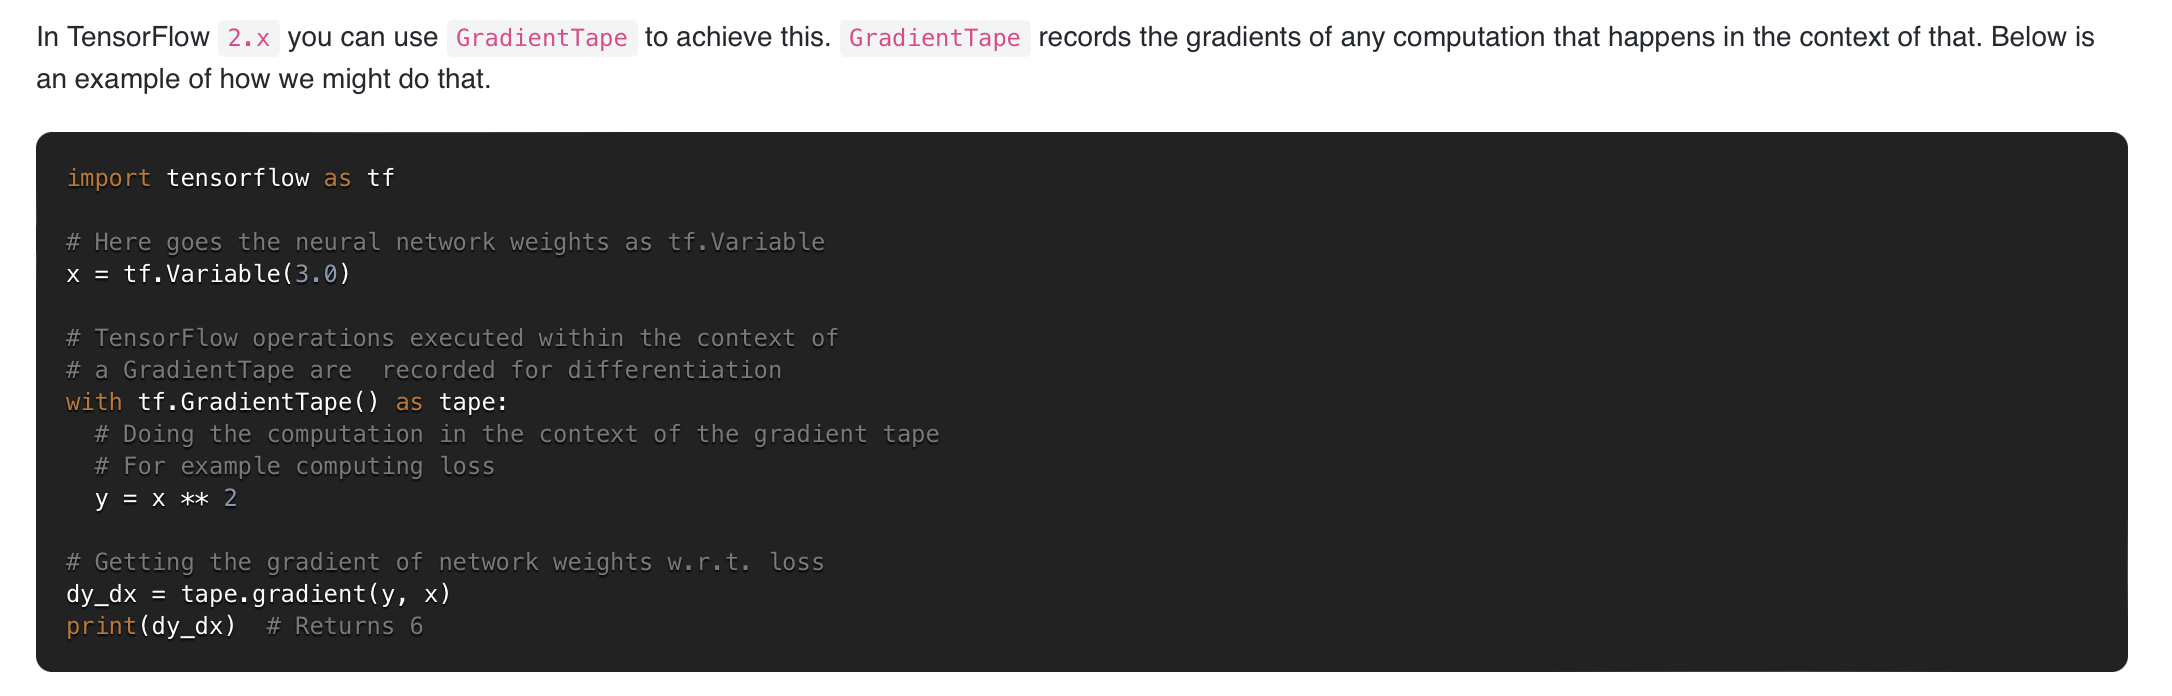 In TensorFlow 2.x you can use GradientTape to achieve this. GradientTape records the gradients of any computation that happens in the context of that. Below is
an example of how we might do that.
import tensorflow as tf
# Here goes the neural network weights as tf.Variable
x = tf.Variable(3.0)
# TensorFlow operations executed within the context of
# a GradientTape are  recorded for differentiation
with tf.GradientTape() as tape:
  # Doing the computation in the context of the gradient tape
  # For example computing loss
  y = x ** 2
# Getting the gradient of network weights w.r.t. loss
dy_dx = tape.gradient(y, x)
print(dy_dx)  # Returns 6